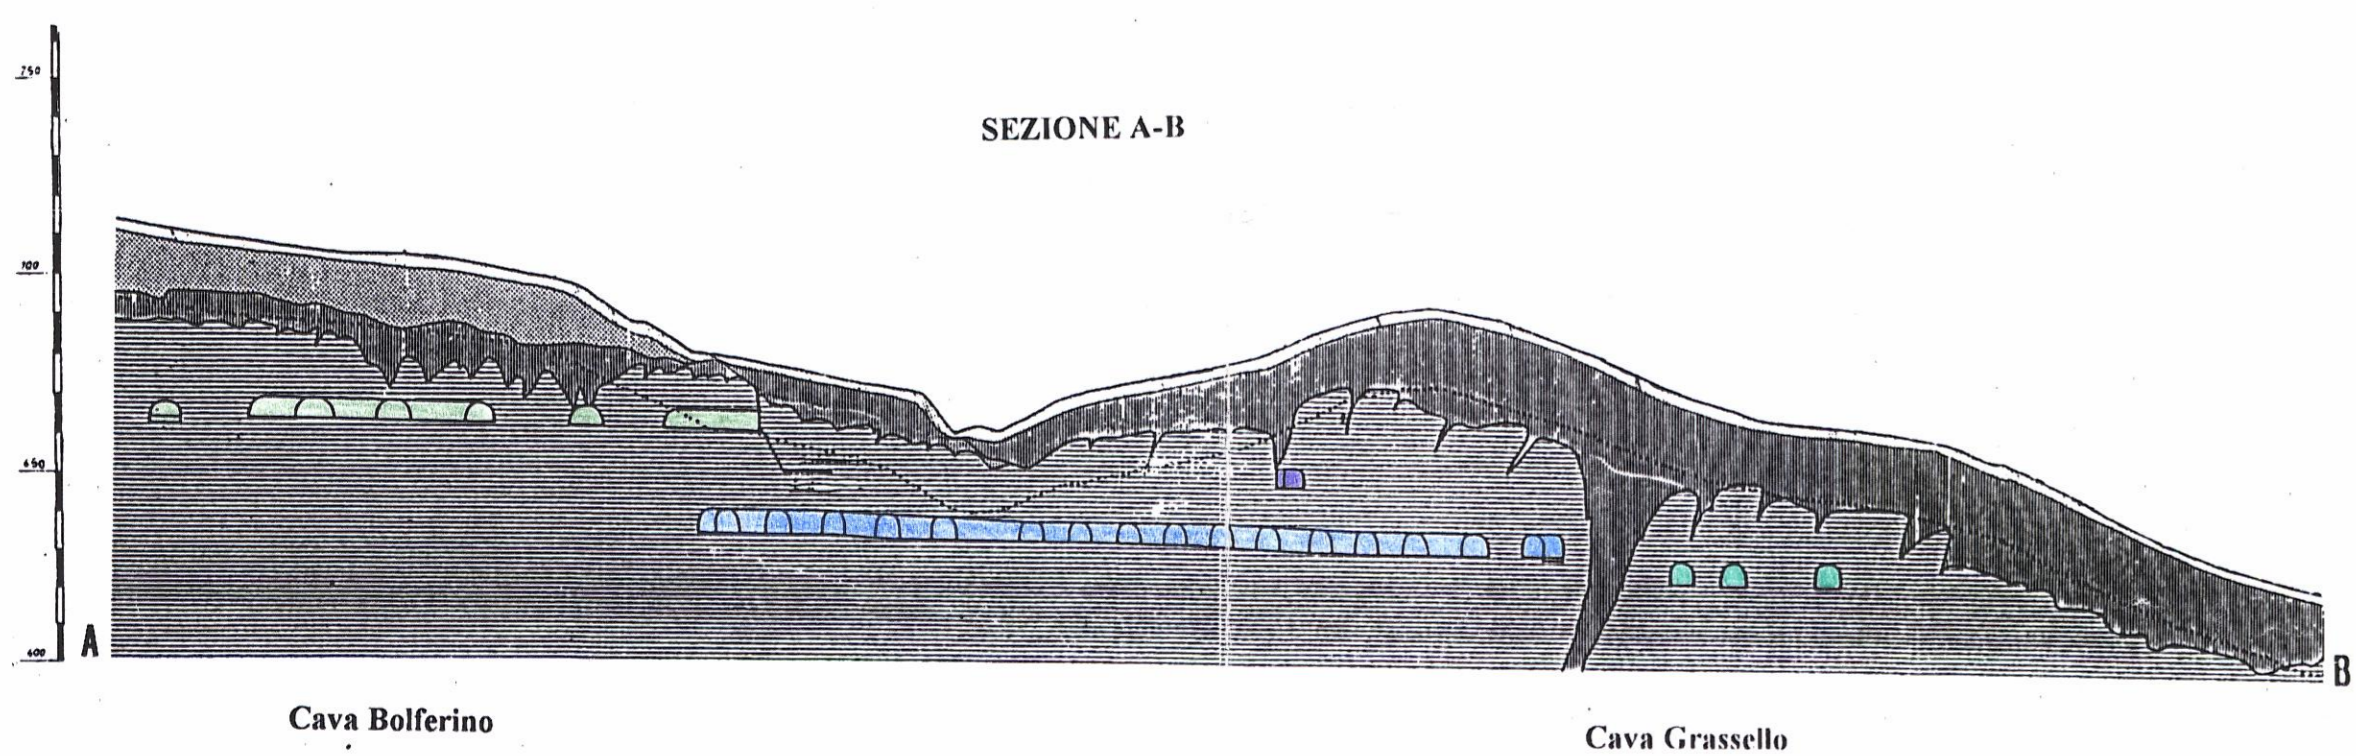 750
SEZIONE A-B
700
650
600
A
B
Cava Bolferino
Cava Grassello